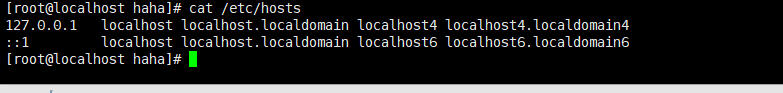 [root@localhost haha]# cat /etc/hosts
127.0.0.1   localhost localhost.localdomain localhost4 localhost4.localdomain4
::1         localhost localhost.localdomain localhost6 localhost6.localdomain6
[root@localhost haha]#